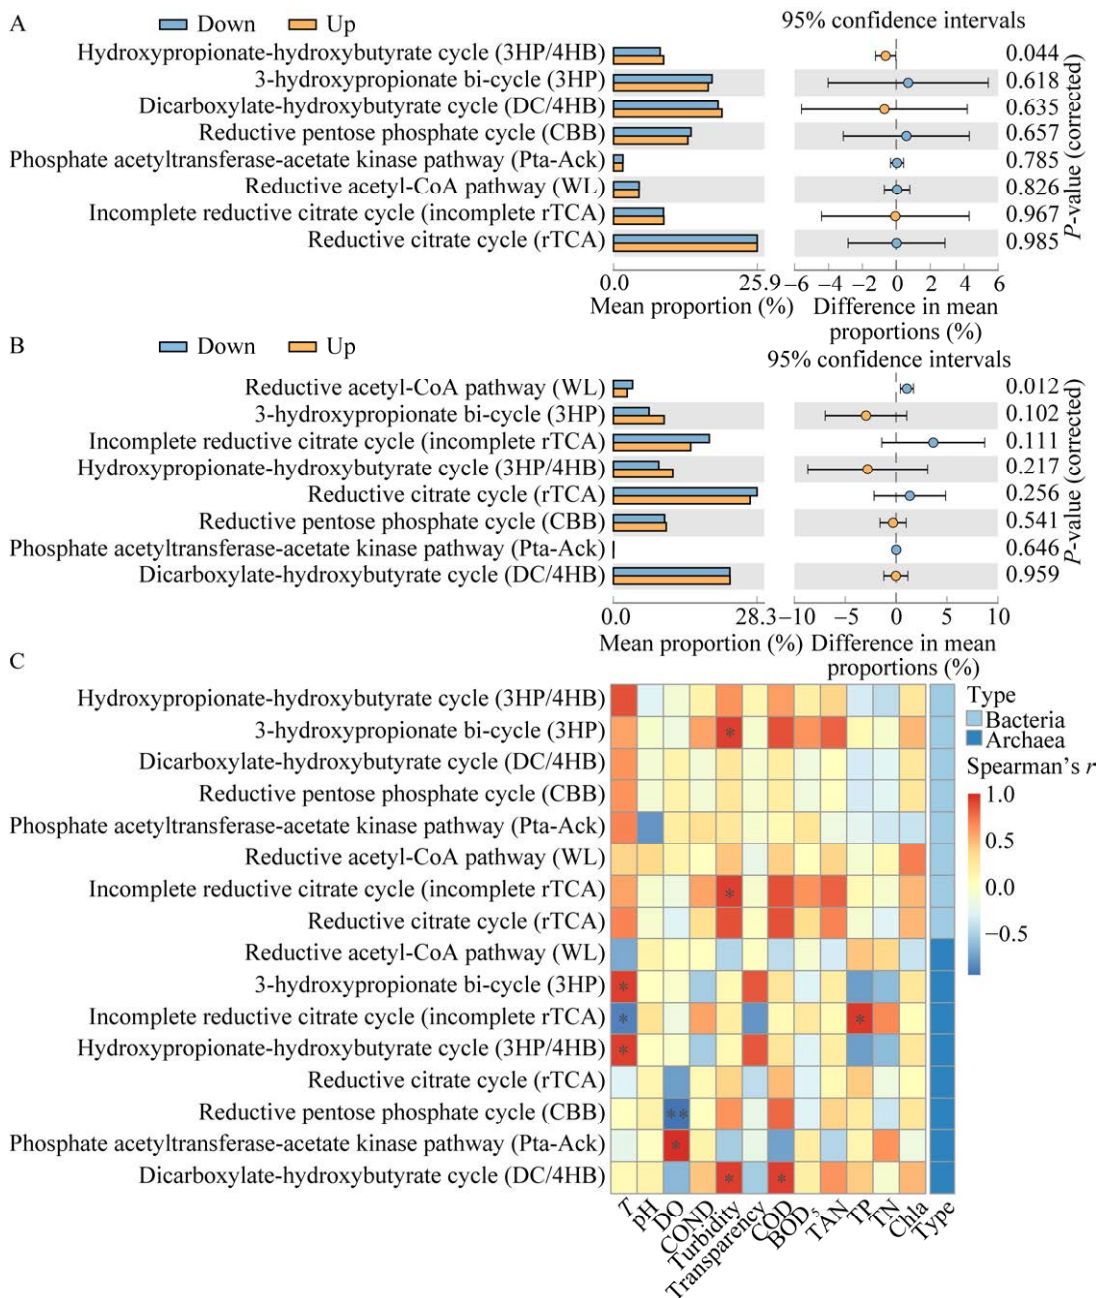 A
Down Up
95% confidence intervals
Hydroxypropionate-hydroxybutyrate cycle (3HP/4HB) 0.044
3-hydroxypropionate bi-cycle (3HP) 0.618
Dicarboxylate-hydroxybutyrate cycle (DC/4HB) 0.635
Reductive pentose phosphate cycle (CBB) 0.657
Phosphate acetyltransferase-acetate kinase pathway (Pta-Ack) 0.785
Reductive acetyl-CoA pathway (WL) 0.826
Incomplete reductive citrate cycle (incomplete rTCA) 0.967
Reductive citrate cycle (rTCA) 0.985
P-value (corrected)
0.0 25.9 −6 −4 −2 0 2 4 6
Mean proportion (%) Difference in mean
proportions (%)
B
Down Up
95% confidence intervals
Reductive acetyl-CoA pathway (WL) 0.012
3-hydroxypropionate bi-cycle (3HP) 0.102
Incomplete reductive citrate cycle (incomplete rTCA) 0.111
Hydroxypropionate-hydroxybutyrate cycle (3HP/4HB) 0.217
Reductive citrate cycle (rTCA) 0.256
Reductive pentose phosphate cycle (CBB) 0.541
Phosphate acetyltransferase-acetate kinase pathway (Pta-Ack) 0.646
Dicarboxylate-hydroxybutyrate cycle (DC/4HB) 0.959
P-value (corrected)
0.0 28.3 −10 −5 0 5 10
Mean proportion (%) Difference in mean
proportions (%)
C
Hydroxypropionate-hydroxybutyrate cycle (3HP/4HB)
3-hydroxypropionate bi-cycle (3HP) *
Dicarboxylate-hydroxybutyrate cycle (DC/4HB)
Reductive pentose phosphate cycle (CBB)
Phosphate acetyltransferase-acetate kinase pathway (Pta-Ack)
Reductive acetyl-CoA pathway (WL)
Incomplete reductive citrate cycle (incomplete rTCA) *
Reductive citrate cycle (rTCA)
Reductive acetyl-CoA pathway (WL)
3-hydroxypropionate bi-cycle (3HP) *
Incomplete reductive citrate cycle (incomplete rTCA) * *
Hydroxypropionate-hydroxybutyrate cycle (3HP/4HB) *
Reductive citrate cycle (rTCA)
Reductive pentose phosphate cycle (CBB) **
Phosphate acetyltransferase-acetate kinase pathway (Pta-Ack) *
Dicarboxylate-hydroxybutyrate cycle (DC/4HB) * *
T pH DO COND Turbidity Transparency COD BOD₅ TAN TP TN Chla Type
Type
Bacteria
Archaea
Spearman's r
1.0
0.5
0.0
−0.5